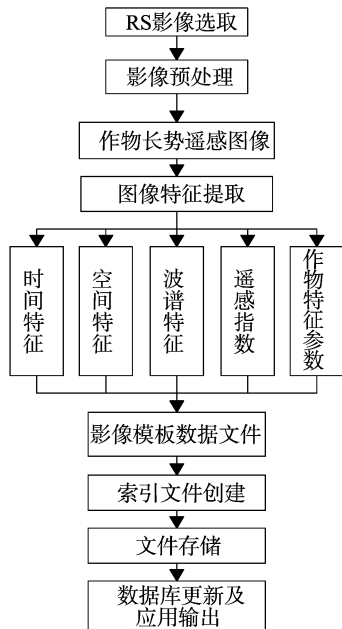 RS影像选取
影像预处理
作物长势遥感图像
图像特征提取
时间特征
空间特征
波谱特征
遥感指数
作物特征参数
影像模板数据文件
索引文件创建
文件存储
数据库更新及
应用输出